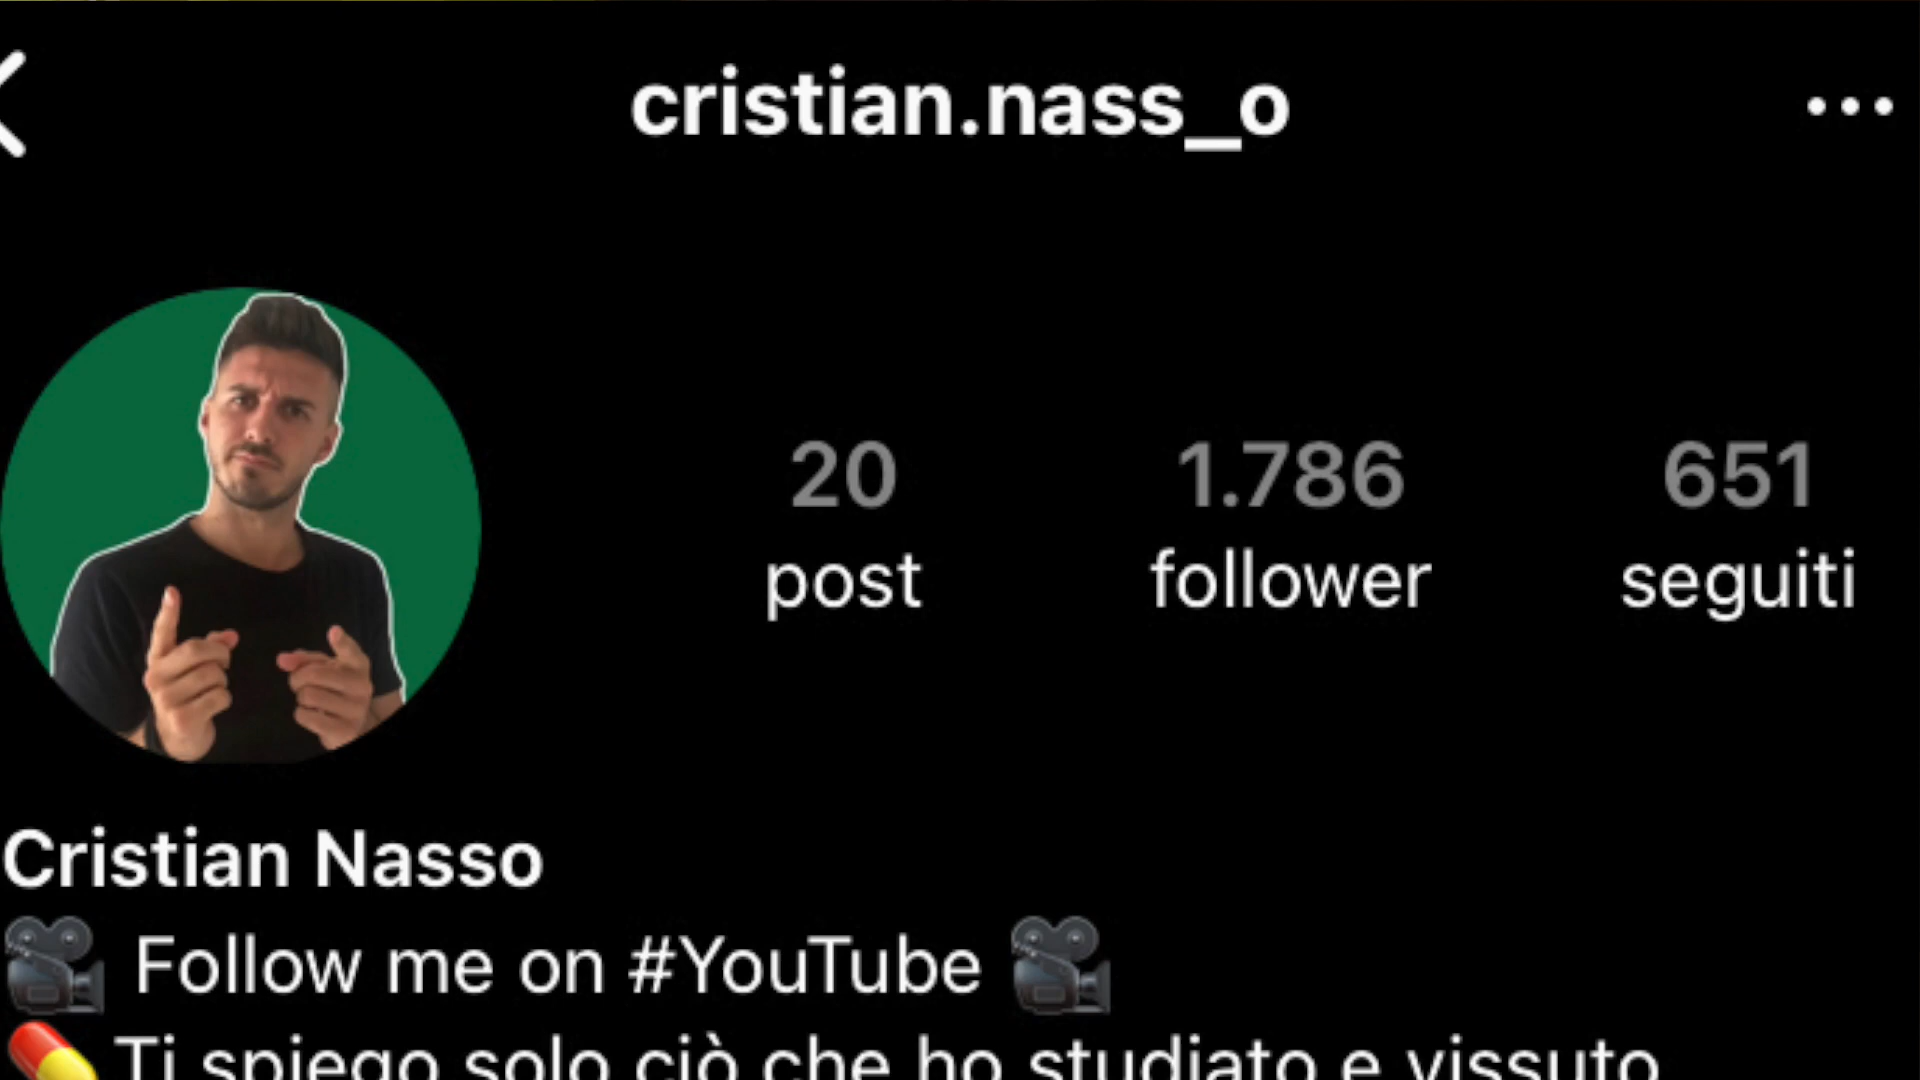 cristian.nass_o
20 1.786 651
post follower seguiti
Cristian Nasso
Follow me on #YouTube
Ti spiego solo ciò che ho studiato e vissuto